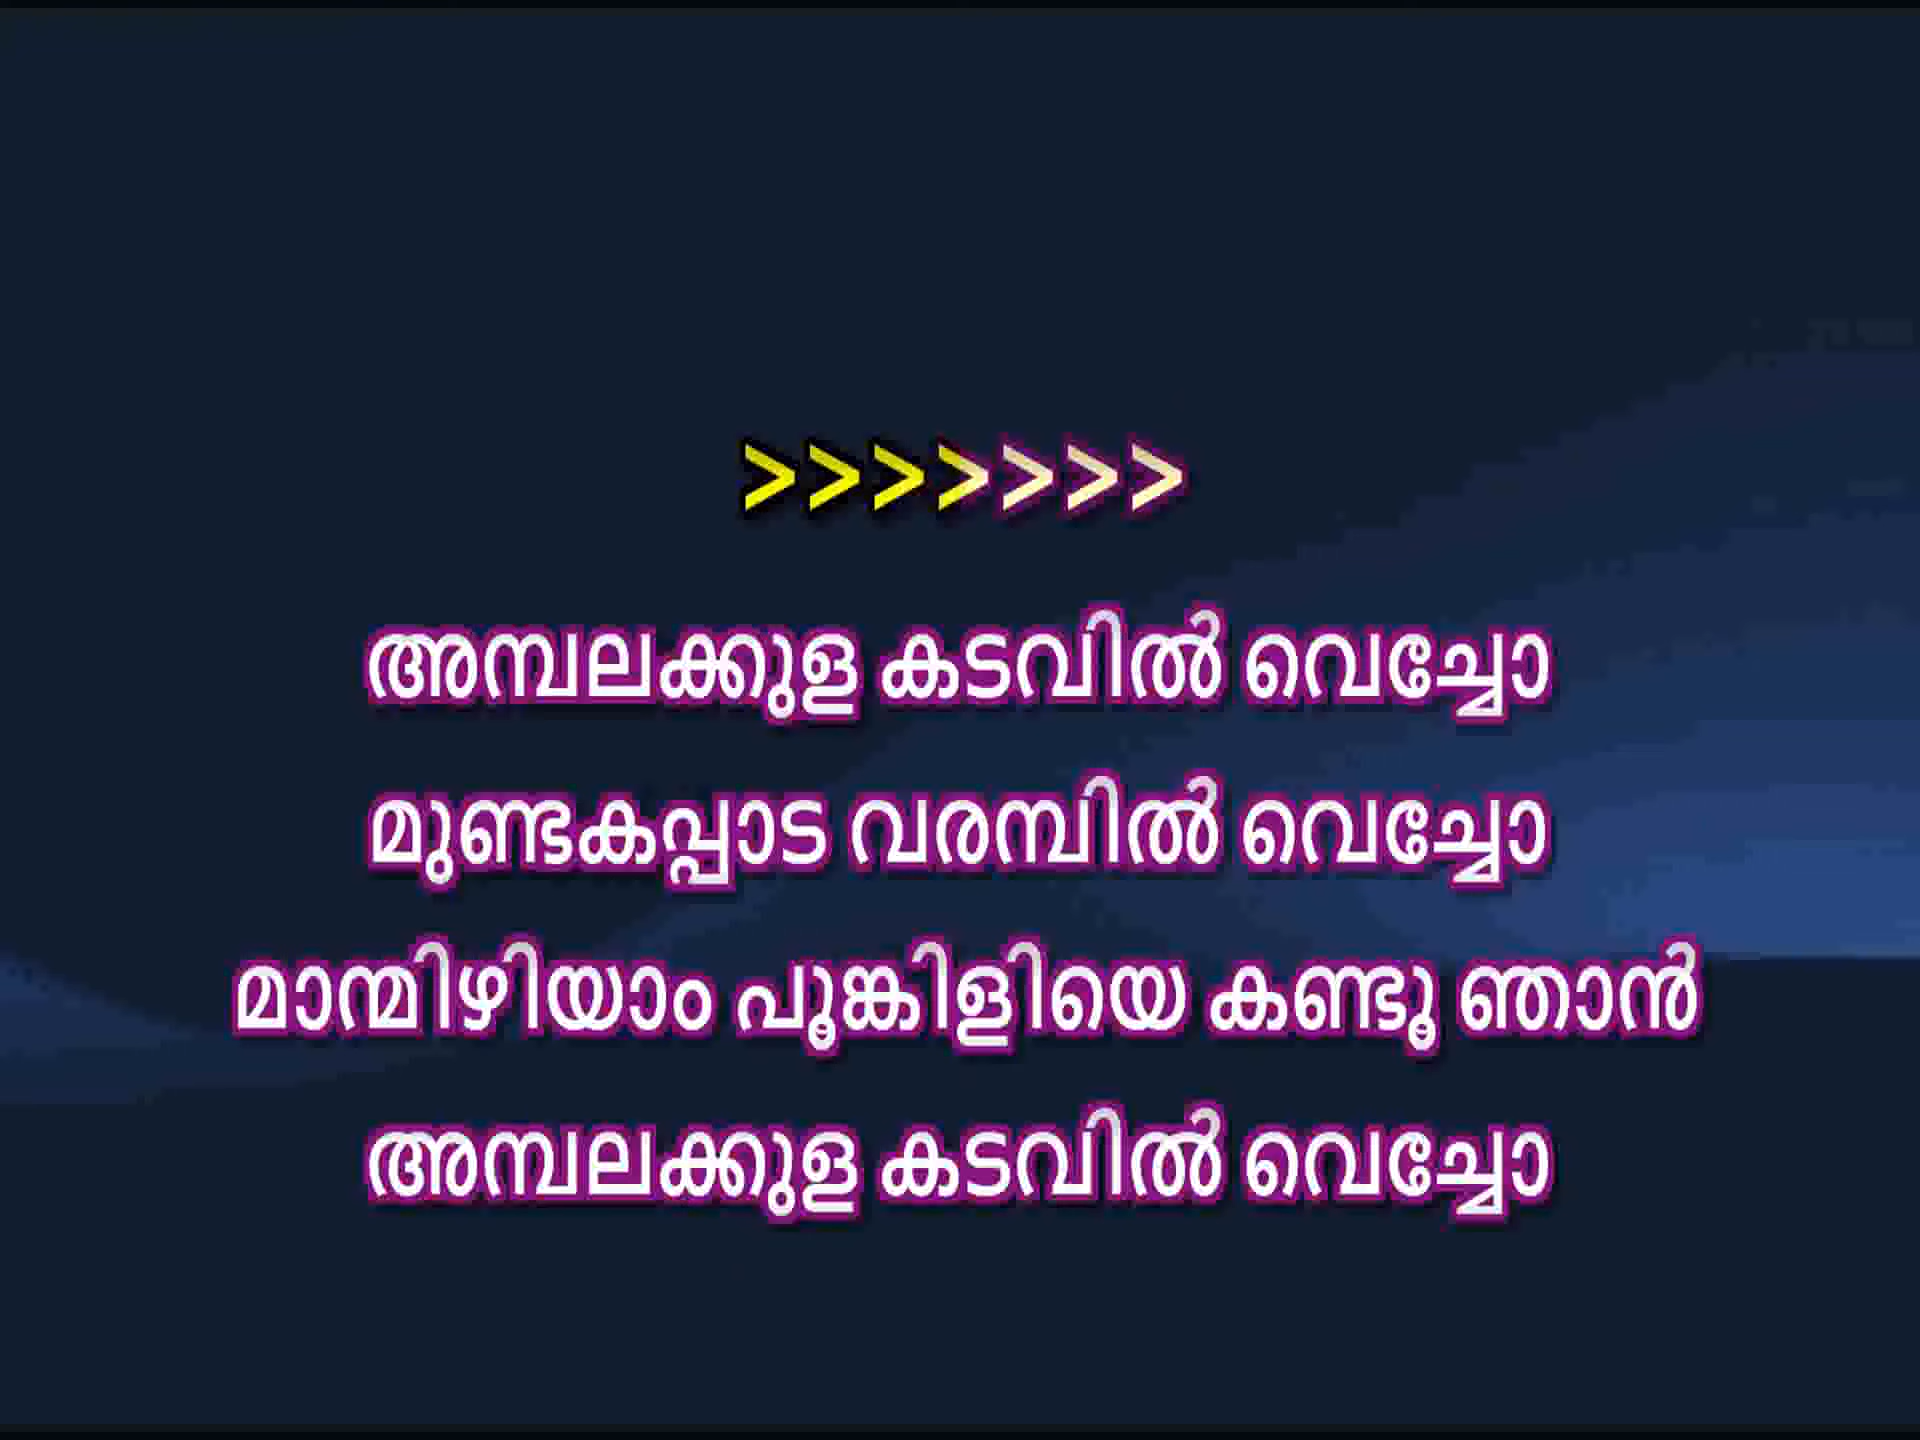 >>>>>>>
അമ്പലക്കുള കടവിൽ വെച്ചോ
മുണ്ടകപ്പാട വരമ്പിൽ വെച്ചോ
മാന്മിഴിയാം പൂങ്കിളിയെ കണ്ടൂ ഞാൻ
അമ്പലക്കുള കടവിൽ വെച്ചോ